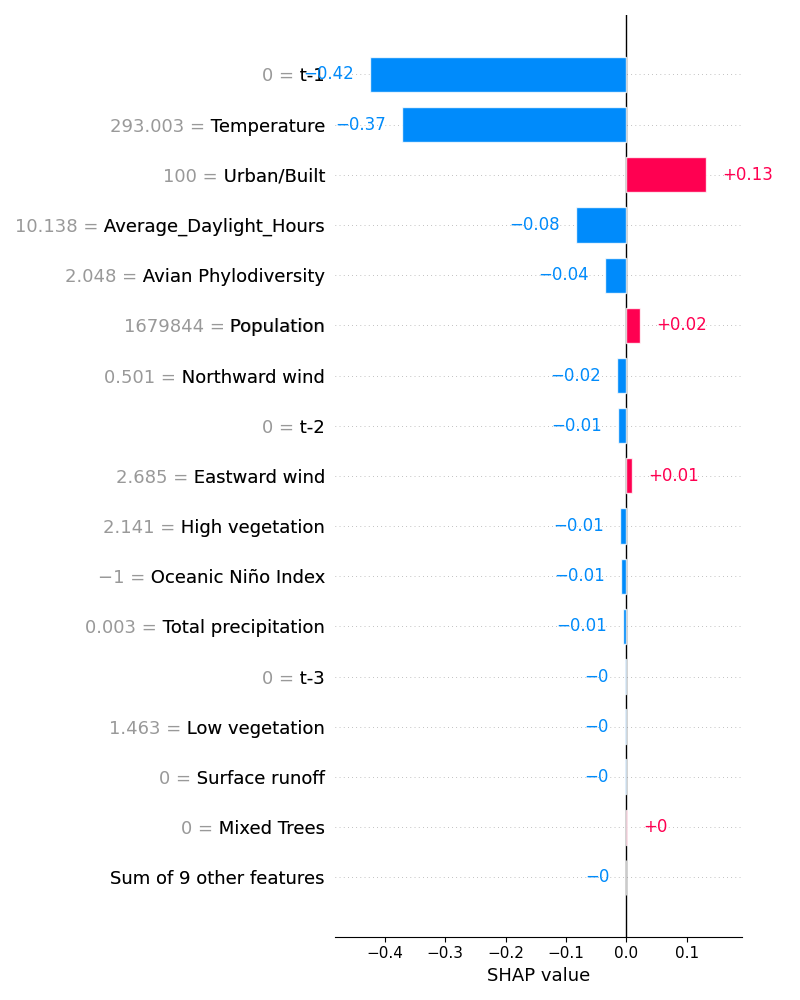 0 = t-1 −0.42
293.003 = Temperature −0.37
100 = Urban/Built +0.13
10.138 = Average_Daylight_Hours −0.08
2.048 = Avian Phylodiversity −0.04
1679844 = Population +0.02
0.501 = Northward wind −0.02
0 = t-2 −0.01
2.685 = Eastward wind +0.01
2.141 = High vegetation −0.01
−1 = Oceanic Niño Index −0.01
0.003 = Total precipitation −0.01
0 = t-3 −0
1.463 = Low vegetation −0
0 = Surface runoff −0
0 = Mixed Trees +0
Sum of 9 other features −0
−0.4 −0.3 −0.2 −0.1 0.0 0.1
SHAP value